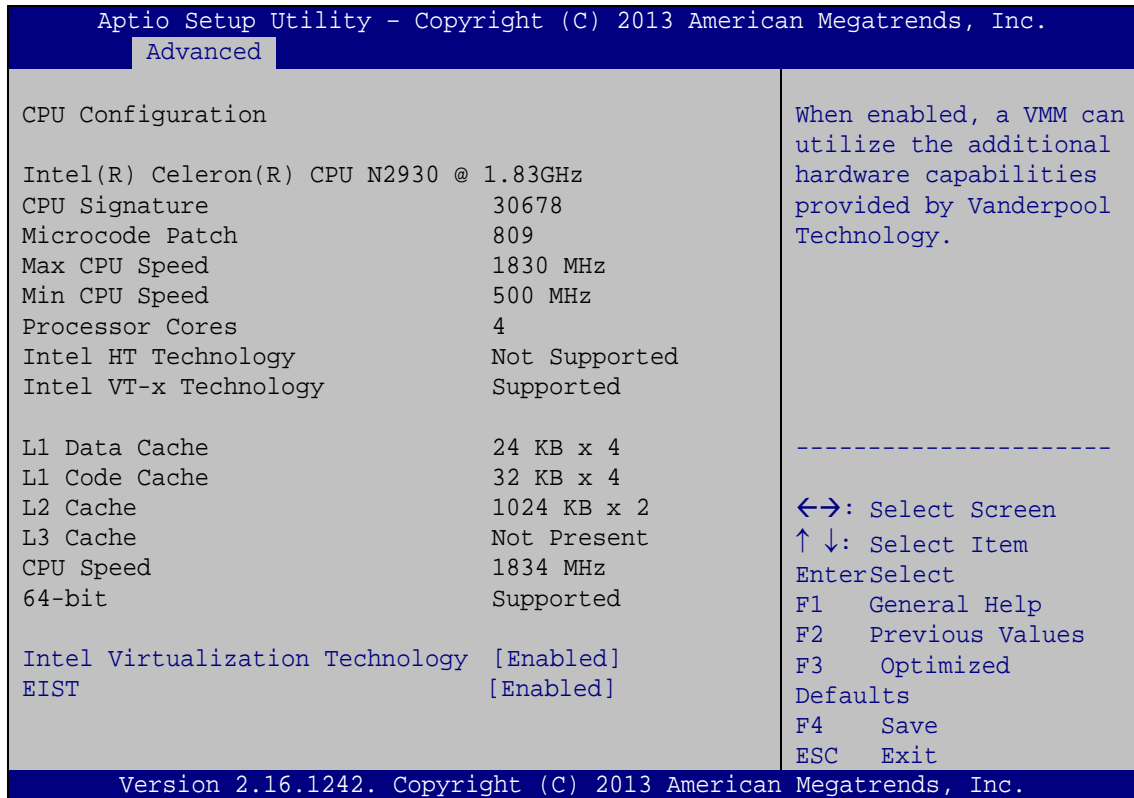 Aptio Setup Utility – Copyright (C) 2013 American Megatrends, Inc.
Advanced
CPU Configuration
Intel(R) Celeron(R) CPU N2930 @ 1.83GHz
CPU Signature 30678
Microcode Patch 809
Max CPU Speed 1830 MHz
Min CPU Speed 500 MHz
Processor Cores 4
Intel HT Technology Not Supported
Intel VT-x Technology Supported
L1 Data Cache 24 KB x 4
L1 Code Cache 32 KB x 4
L2 Cache 1024 KB x 2
L3 Cache Not Present
CPU Speed 1834 MHz
64-bit Supported
Intel Virtualization Technology [Enabled]
EIST [Enabled]
When enabled, a VMM can
utilize the additional
hardware capabilities
provided by Vanderpool
Technology.
----------------------
←→: Select Screen
↑ ↓: Select Item
EnterSelect
F1 General Help
F2 Previous Values
F3 Optimized
Defaults
F4 Save
ESC Exit
Version 2.16.1242. Copyright (C) 2013 American Megatrends, Inc.